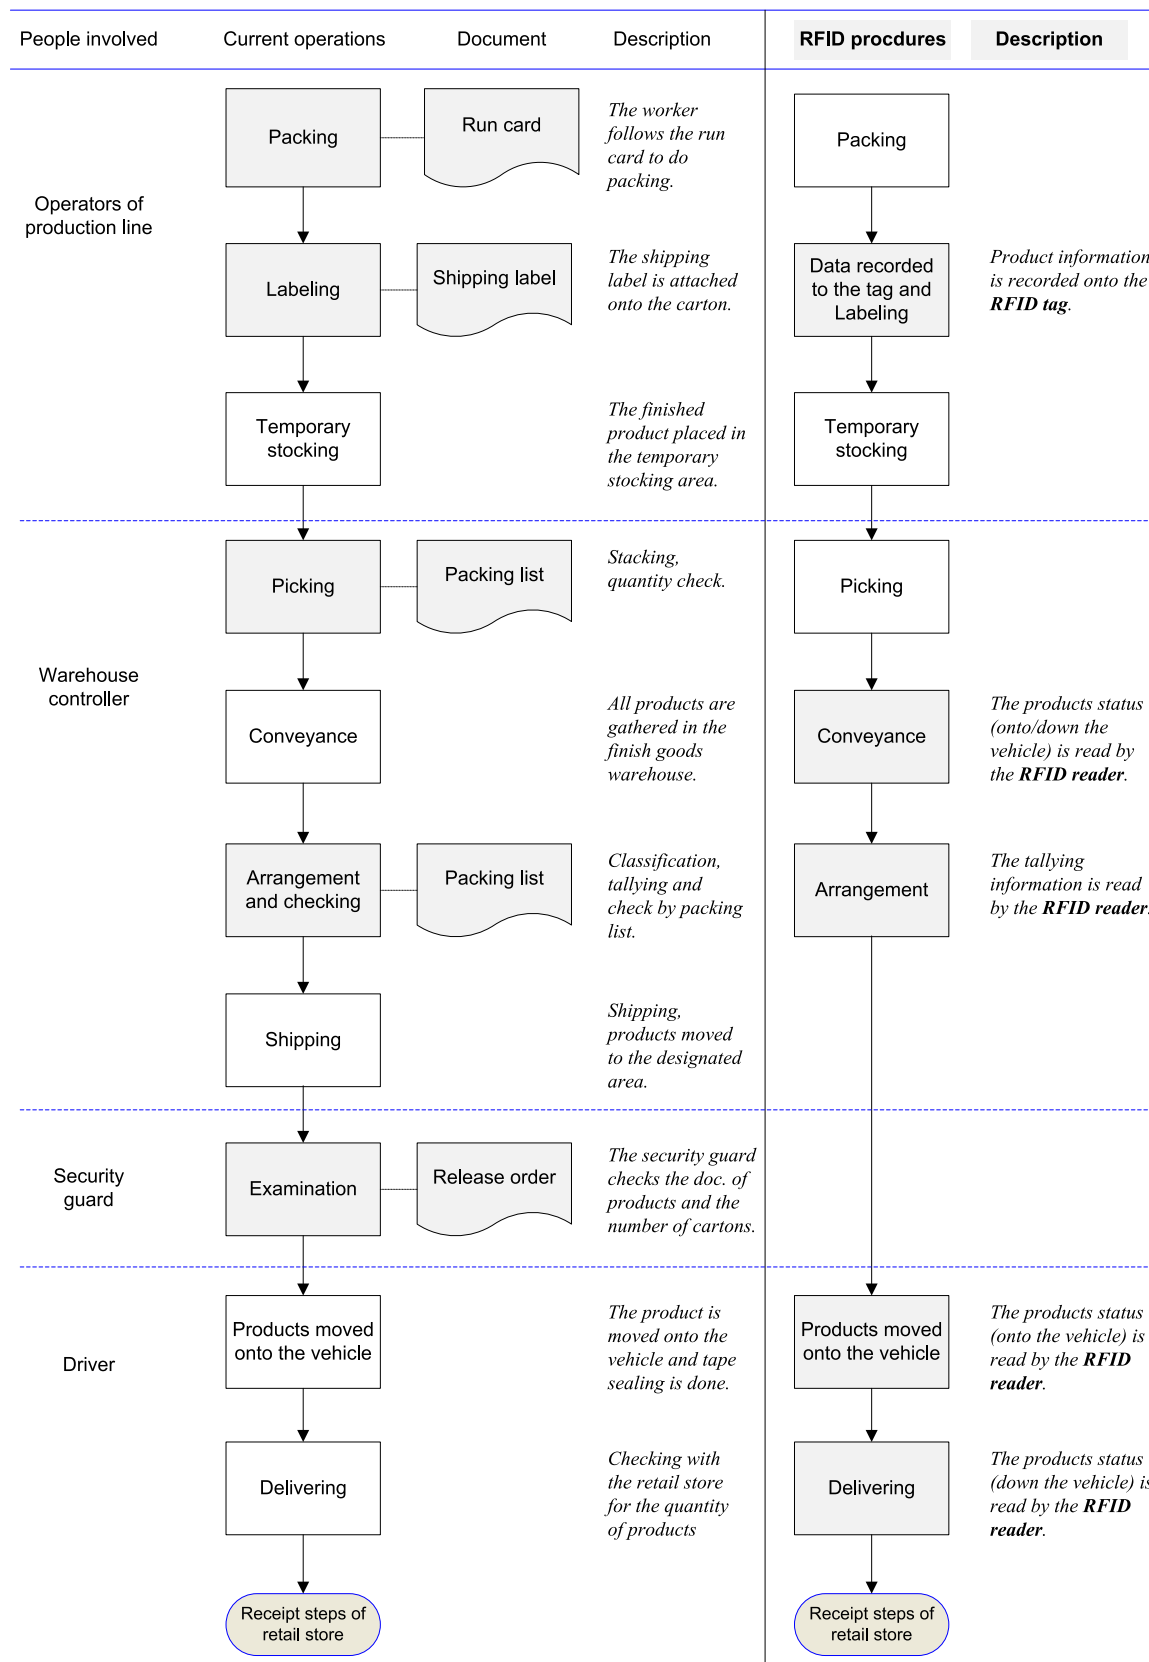 People involved
Current operations
Document
Description
RFID procdures
Description
Operators of
production line
Packing
Run card
The worker
follows the run
card to do
packing.
Packing
Labeling
Shipping label
The shipping
label is attached
onto the carton.
Data recorded
to the tag and
Labeling
Product information
is recorded onto the
RFID tag.
Temporary
stocking
The finished
product placed in
the temporary
stocking area.
Temporary
stocking
Warehouse
controller
Picking
Packing list
Stacking,
quantity check.
Picking
Conveyance
All products are
gathered in the
finish goods
warehouse.
Conveyance
The products status
(onto/down the
vehicle) is read by
the RFID reader.
Arrangement
and checking
Packing list
Classification,
tallying and
check by packing
list.
Arrangement
The tallying
information is read
by the RFID reader.
Shipping
Shipping,
products moved
to the designated
area.
Security
guard
Examination
Release order
The security guard
checks the doc. of
products and the
number of cartons.
Driver
Products moved
onto the vehicle
The product is
moved onto the
vehicle and tape
sealing is done.
Products moved
onto the vehicle
The products status
(onto the vehicle) is
read by the RFID
reader.
Delivering
Checking with
the retail store
for the quantity
of products
Delivering
The products status
(down the vehicle) is
read by the RFID
reader.
Receipt steps of
retail store
Receipt steps of
retail store